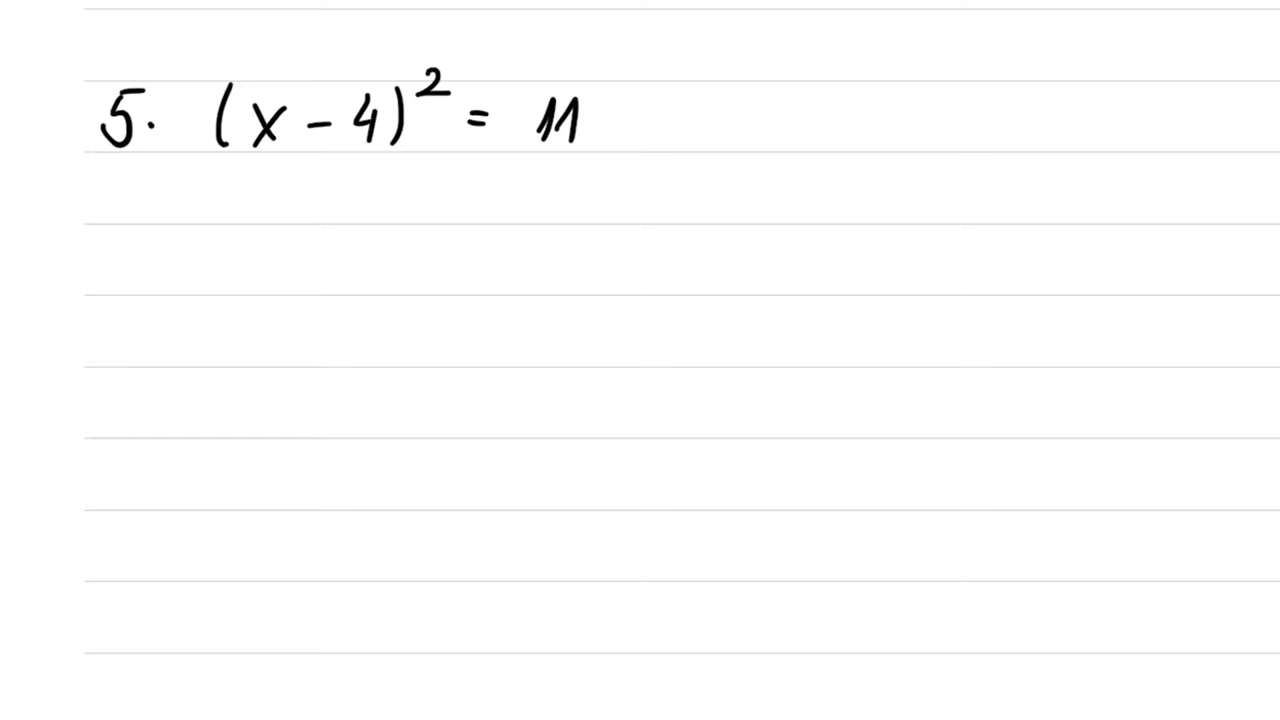 5. (x - 4)² = 11